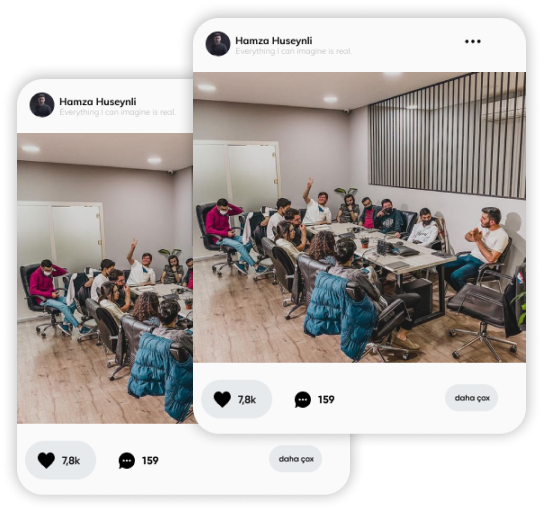 Hamza Huseynli
Everything I can imagine is real.
•••
7,8k
159
daha çox
Hamza Huseynli
Everything I can imagine is real.
7,8k
159
daha çox